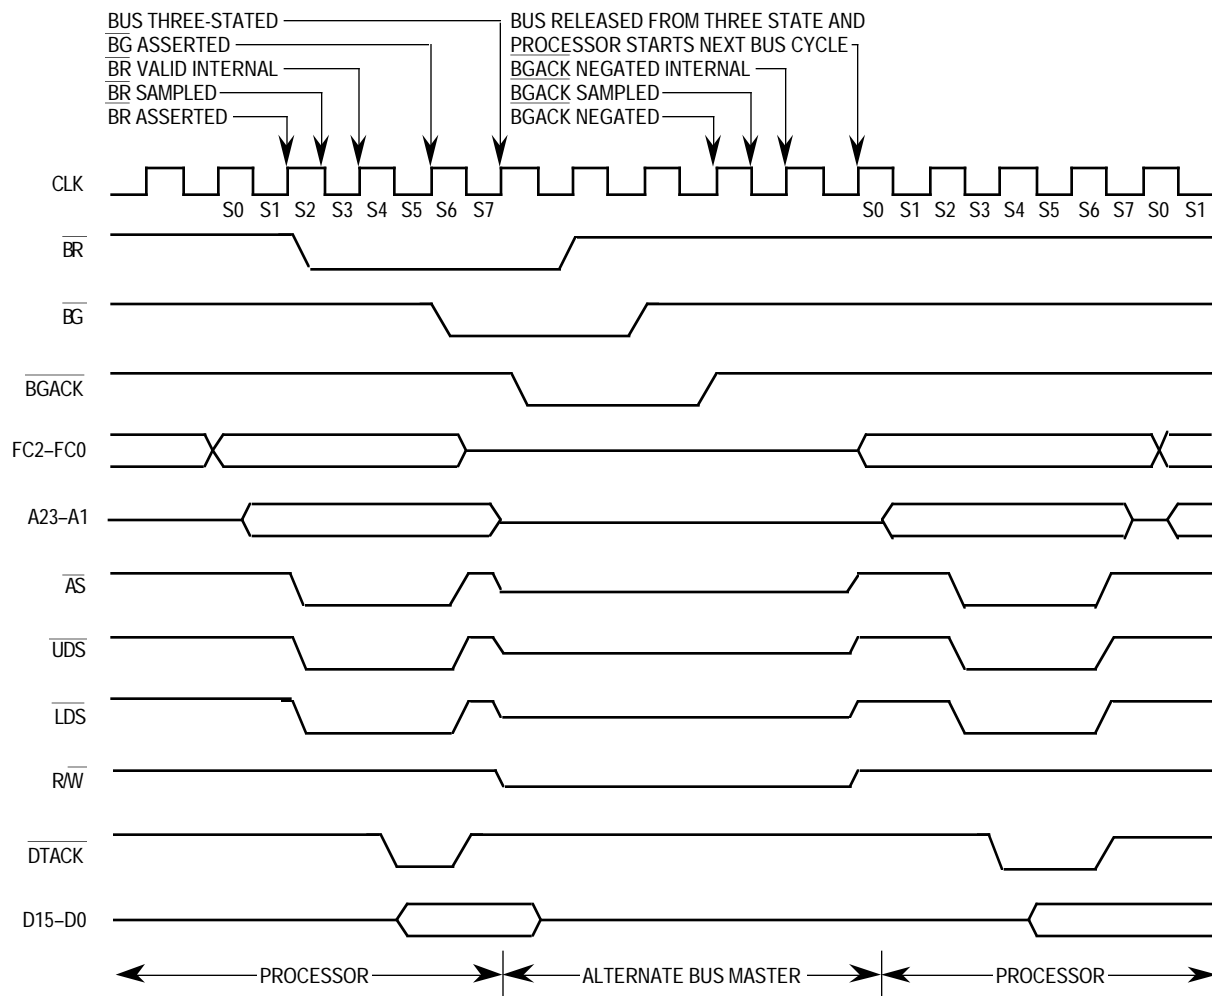 BUS THREE-STATED
BG ASSERTED
BR VALID INTERNAL
BR SAMPLED
BR ASSERTED
BUS RELEASED FROM THREE STATE AND
PROCESSOR STARTS NEXT BUS CYCLE
BGACK NEGATED INTERNAL
BGACK SAMPLED
BGACK NEGATED
CLK
S0 S1 S2 S3 S4 S5 S6 S7 S0 S1 S2 S3 S4 S5 S6 S7 S0 S1
BR
BG
BGACK
FC2–FC0
A23–A1
AS
UDS
LDS
R/W
DTACK
D15–D0
PROCESSOR ALTERNATE BUS MASTER PROCESSOR